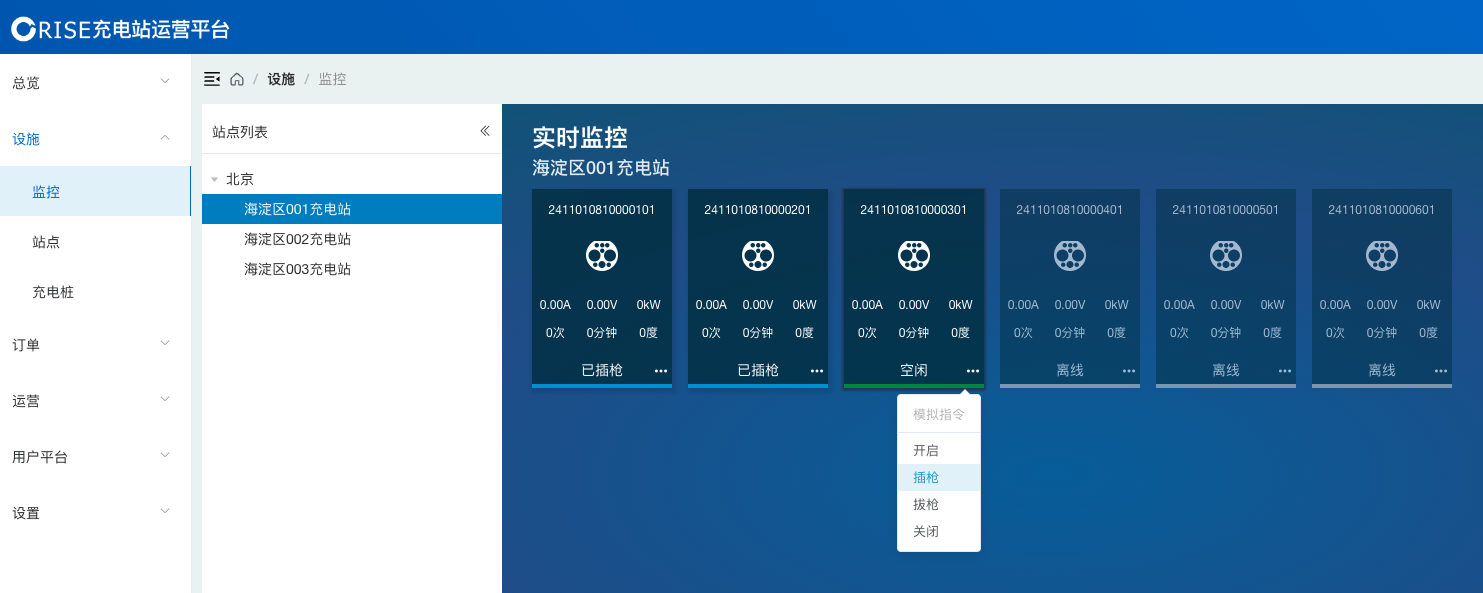 RISE充电站运营平台
总览
设施
监控
站点
充电桩
订单
运营
用户平台
设置
/ 设施 / 监控
站点列表
北京
海淀区001充电站
海淀区002充电站
海淀区003充电站
实时监控
海淀区001充电站
2411010810000101
0.00A 0.00V 0kW
0次 0分钟 0度
已插枪
2411010810000201
0.00A 0.00V 0kW
0次 0分钟 0度
已插枪
2411010810000301
0.00A 0.00V 0kW
0次 0分钟 0度
空闲
2411010810000401
0.00A 0.00V 0kW
0次 0分钟 0度
离线
2411010810000501
0.00A 0.00V 0kW
0次 0分钟 0度
离线
2411010810000601
0.00A 0.00V 0kW
0次 0分钟 0度
离线
模拟指令
开启
插枪
拔枪
关闭